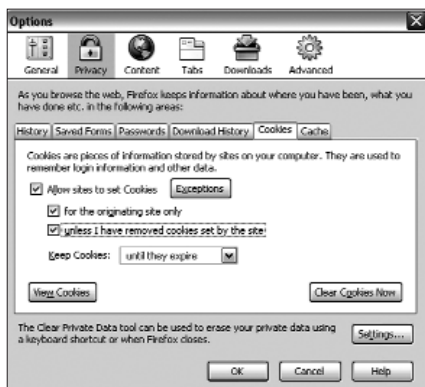 Options
General Privacy Content Tabs Downloads Advanced
As you browse the web, Firefox keeps information about where you have been, what you
have done etc. in the following areas:
History Saved Forms Passwords Download History Cookies Cache
Cookies are pieces of information stored by sites on your computer. They are used to
remember login information and other data.
Allow sites to set Cookies Exceptions
for the originating site only
unless I have removed cookies set by the site
Keep Cookies: until they expire
View Cookies Clear Cookies Now
The Clear Private Data tool can be used to erase your private data using
a keyboard shortcut or when Firefox closes.
Settings...
OK Cancel Help